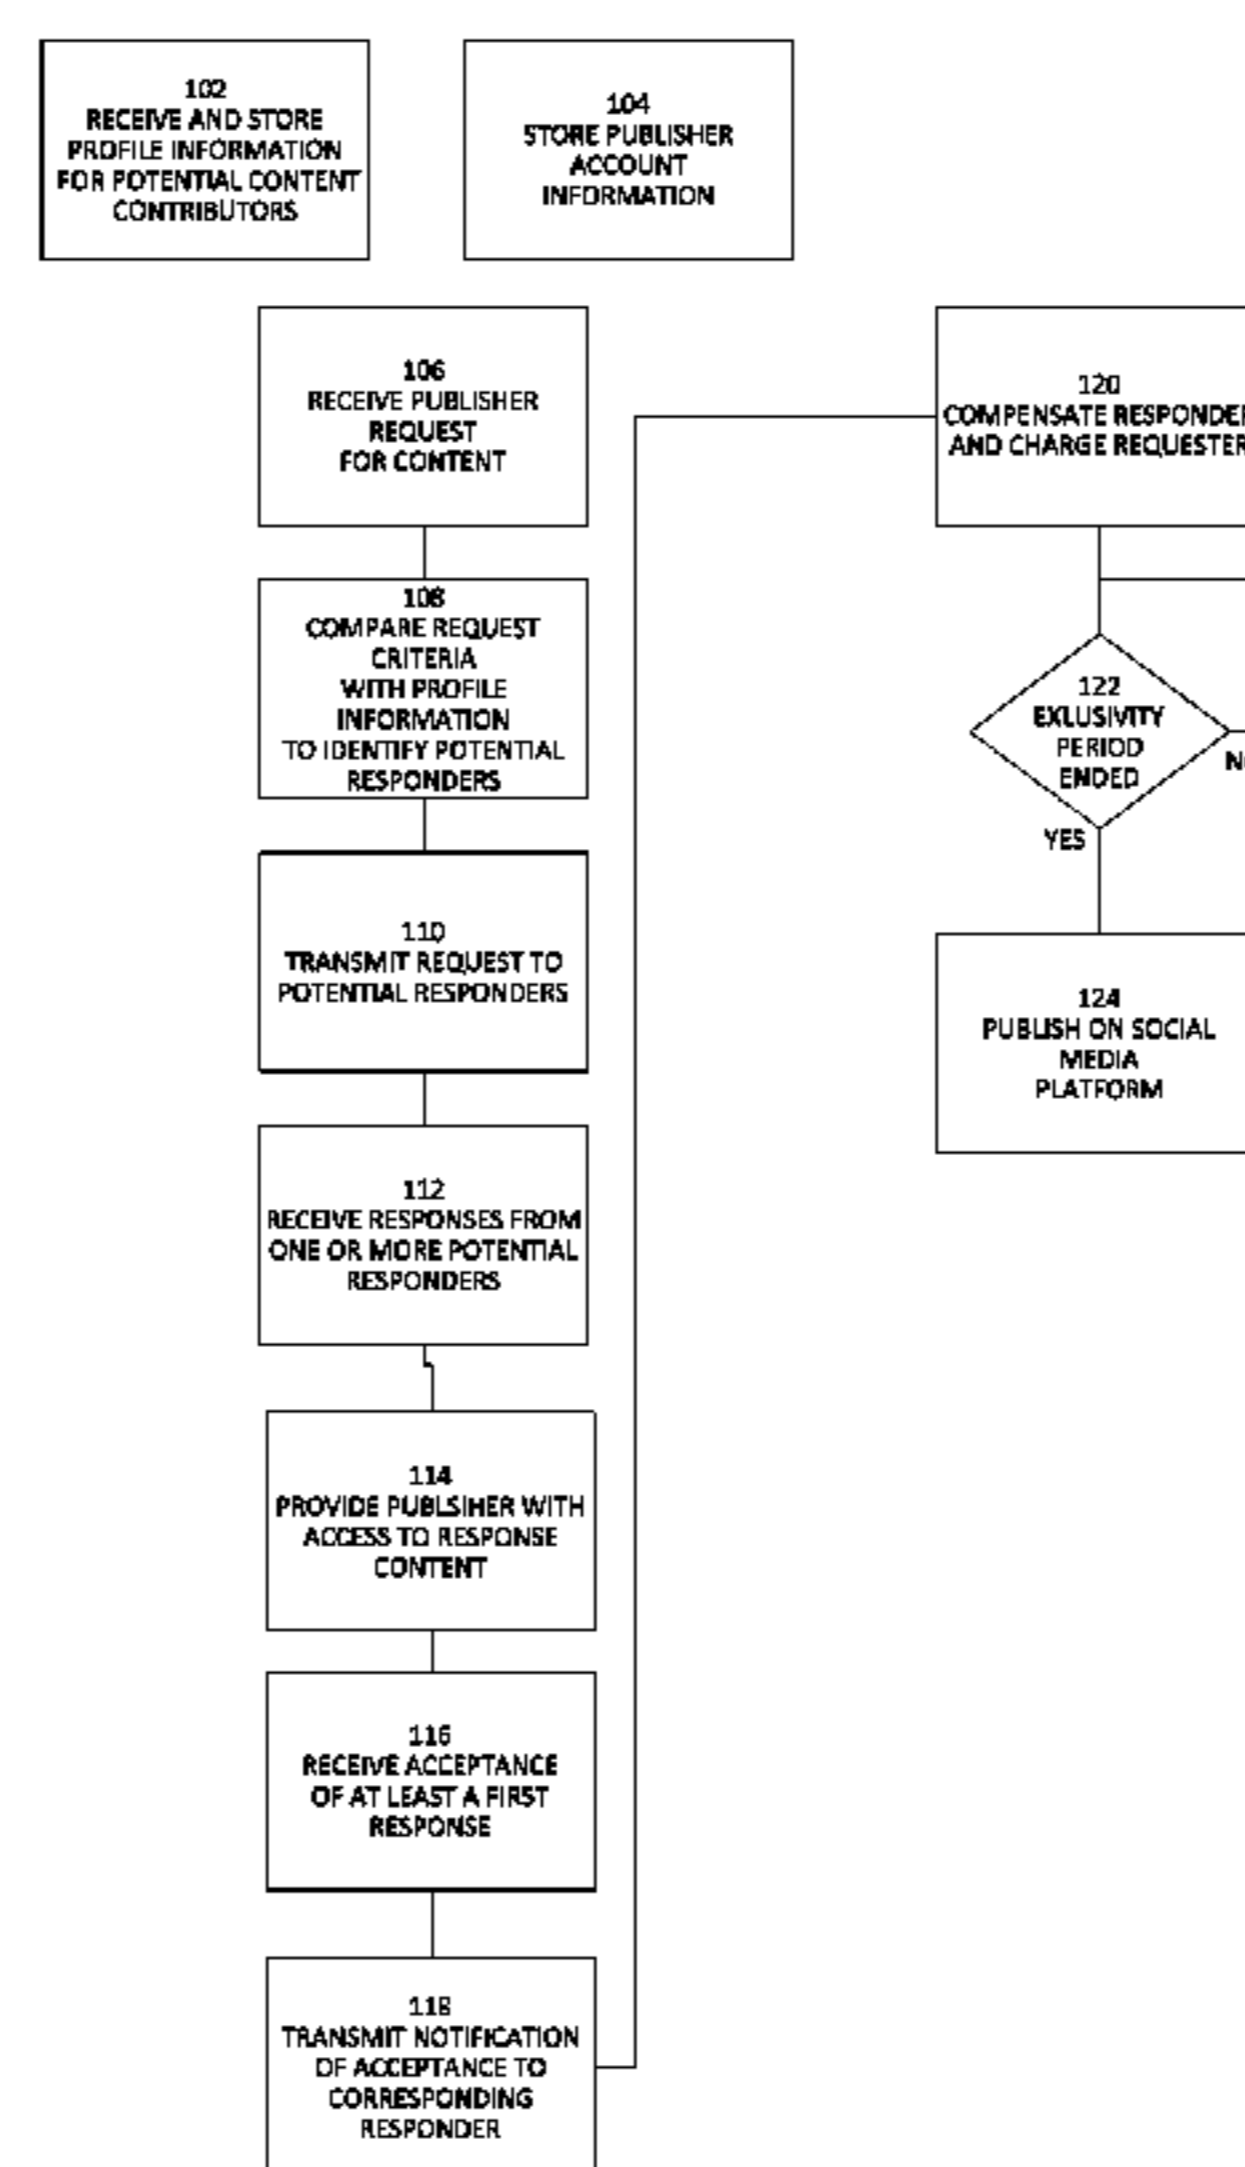 102
RECEIVE AND STORE
PROFILE INFORMATION
FOR POTENTIAL CONTENT
CONTRIBUTORS
104
STORE PUBLISHER
ACCOUNT
INFORMATION
106
RECEIVE PUBLISHER
REQUEST
FOR CONTENT
108
COMPARE REQUEST
CRITERIA
WITH PROFILE
INFORMATION
TO IDENTIFY POTENTIAL
RESPONDERS
110
TRANSMIT REQUEST TO
POTENTIAL RESPONDERS
112
RECEIVE RESPONSES FROM
ONE OR MORE POTENTIAL
RESPONDERS
114
PROVIDE PUBLSIHER WITH
ACCESS TO RESPONSE
CONTENT
116
RECEIVE ACCEPTANCE
OF AT LEAST A FIRST
RESPONSE
118
TRANSMIT NOTIFICATION
OF ACCEPTANCE TO
CORRESPONDING
RESPONDER
120
COMPENSATE RESPONDER
AND CHARGE REQUESTER
122
EXLUSIVITY
PERIOD
ENDED
NO
YES
124
PUBLISH ON SOCIAL
MEDIA
PLATFORM